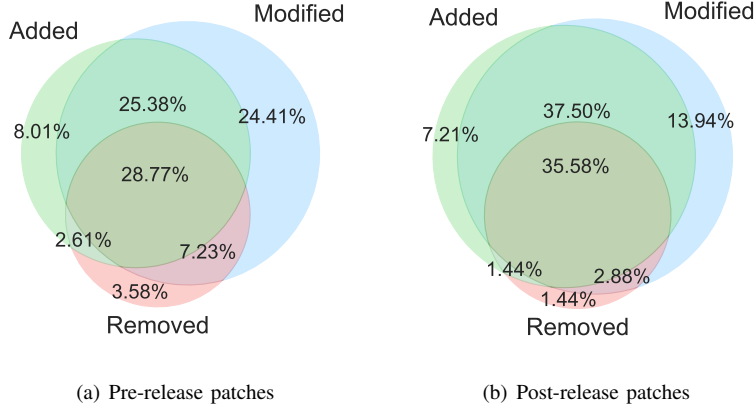 Added
Modified
8.01%
25.38%
24.41%
28.77%
2.61%
7.23%
3.58%
Removed
(a) Pre-release patches
Added
Modified
7.21%
37.50%
13.94%
35.58%
1.44%
2.88%
1.44%
Removed
(b) Post-release patches